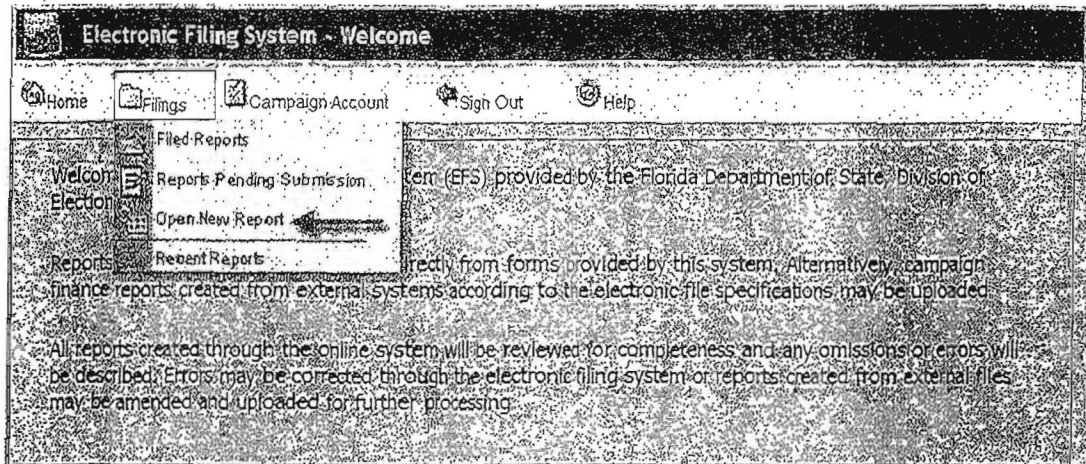 Electronic Filing System - Welcome
Home Filings Campaign Account Sign Out Help
Filed Reports
Reports Pending Submission
Open New Report
Recent Reports
Welcom tem (EFS) provided by the Florida Department of State, Division of
Election
Reports rectly from forms provided by this system. Alternatively, campaign
finance reports created from external systems according to the electronic file specifications may be uploaded
All reports created through the online system will be reviewed for completeness and any omissions or errors will
be described. Errors may be corrected through the electronic filing system or reports created from external files
may be amended and uploaded for further processing.